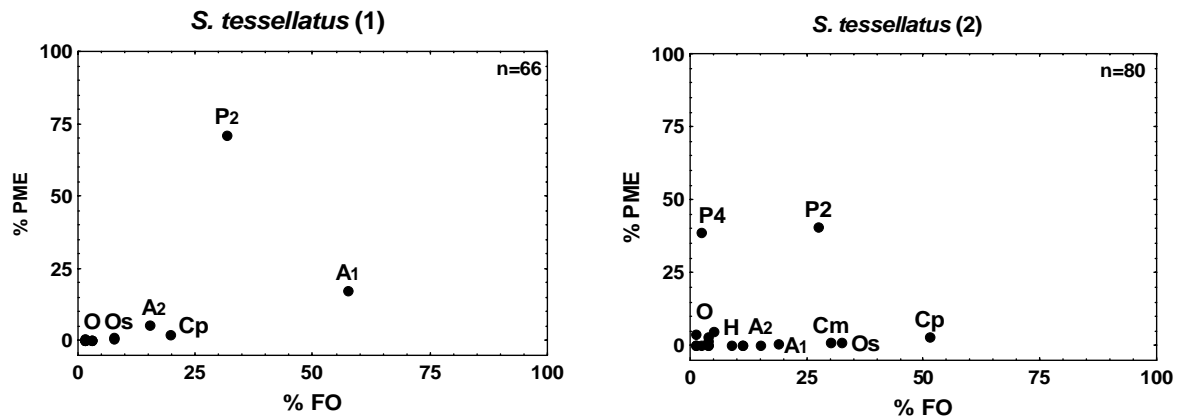 S. tessellatus (1)
100
n=66
P2
75
% PME
50
25
A1
O Os A2 Cp
0
0 25 50 75 100
% FO
S. tessellatus (2)
100
n=80
75
% PME
50
P4 P2
25
O H A2 A1 Cm Os Cp
0
0 25 50 75 100
% FO